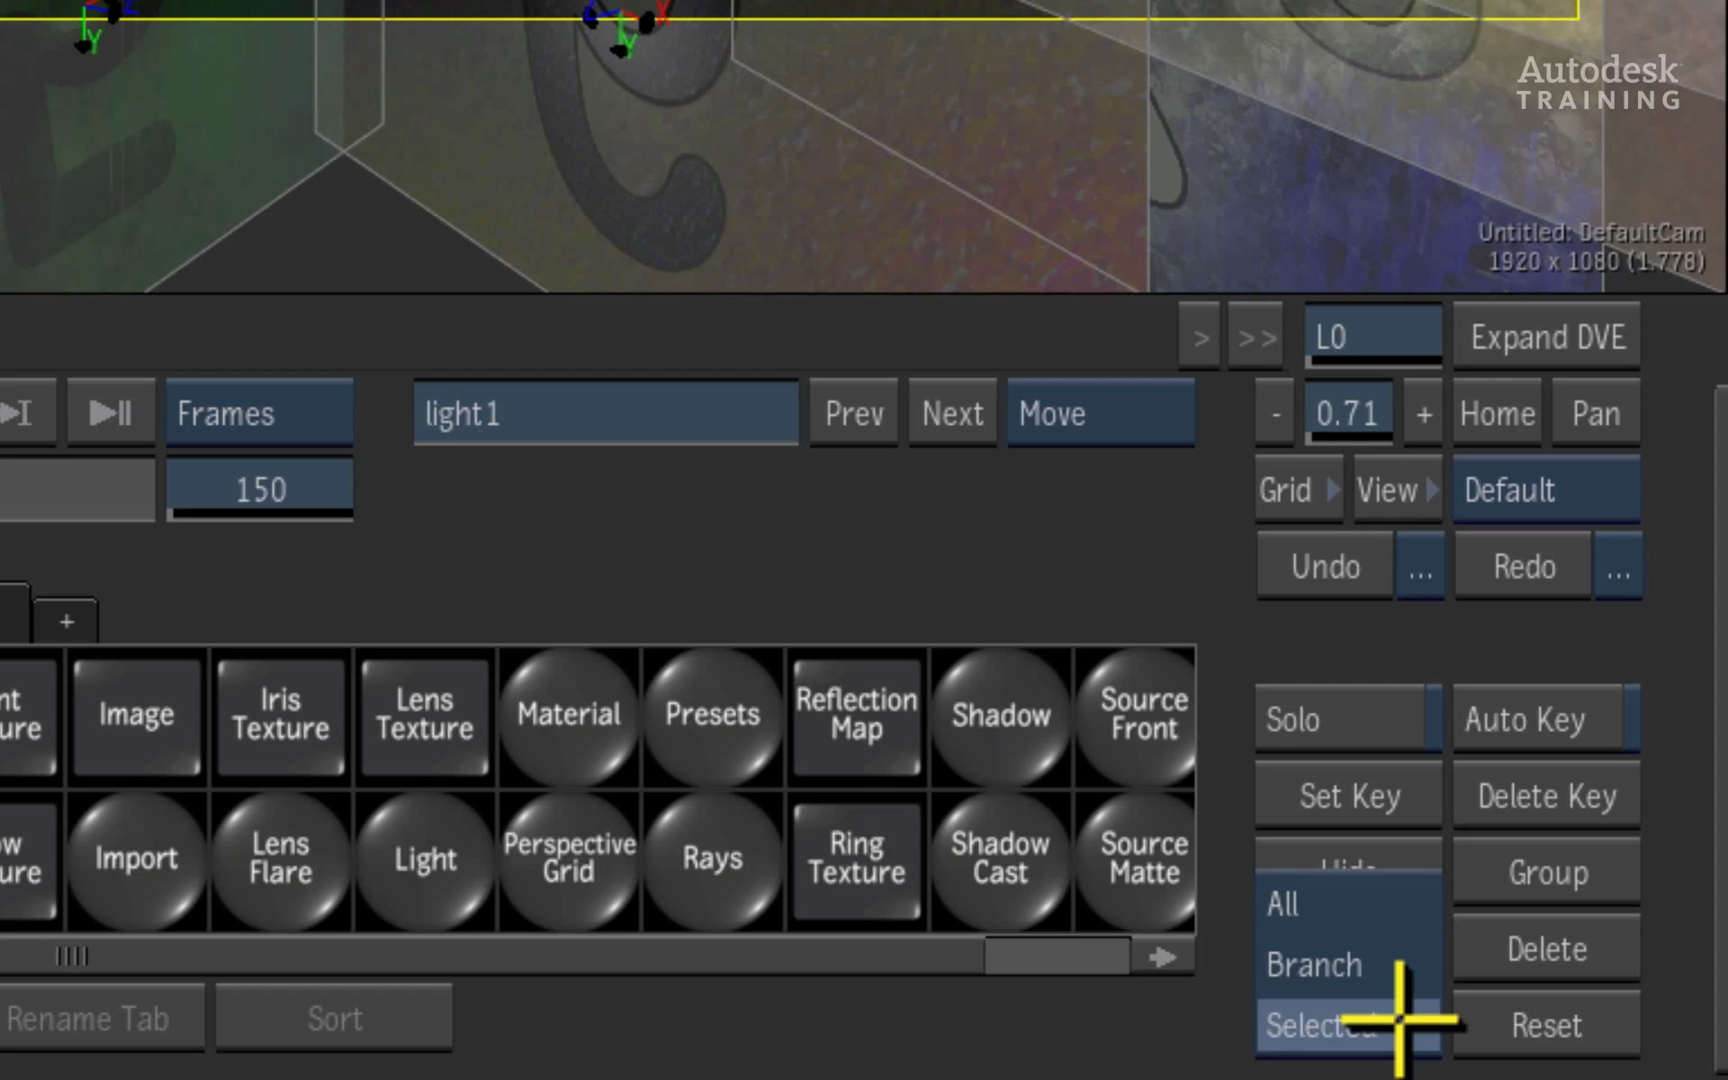 Z
Y
Z
X
Y
Autodesk
TRAINING
Untitled: DefaultCam
1920 x 1080 (1.778)
> >> L0 Expand DVE
Frames light1 Prev Next Move - 0.71 + Home Pan
150 Grid View Default
Undo ... Redo ...
+
Image Iris Texture Lens Texture Material Presets Reflection Map Shadow Source Front
Solo Auto Key
Set Key Delete Key
Import Lens Flare Light Perspective Grid Rays Ring Texture Shadow Cast Source Matte
Hide Group
All
Branch Delete
Selected Reset
Rename Tab Sort